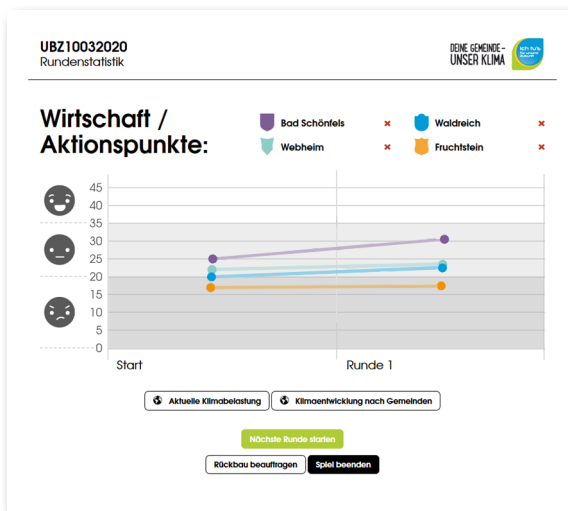 UBZ10032020
Rundenstatistik
DEINE GEMEINDE –
UNSER KLIMA
ich tu's
Wirtschaft /
Aktionspunkte:
Bad Schönfels ×
Waldreich ×
Webheim ×
Fruchtstein ×
45
40
35
30
25
20
15
10
5
0
Start
Runde 1
Aktuelle Klimabelastung
Klimaentwicklung nach Gemeinden
Nächste Runde starten
Rückbau beauftragen
Spiel beenden